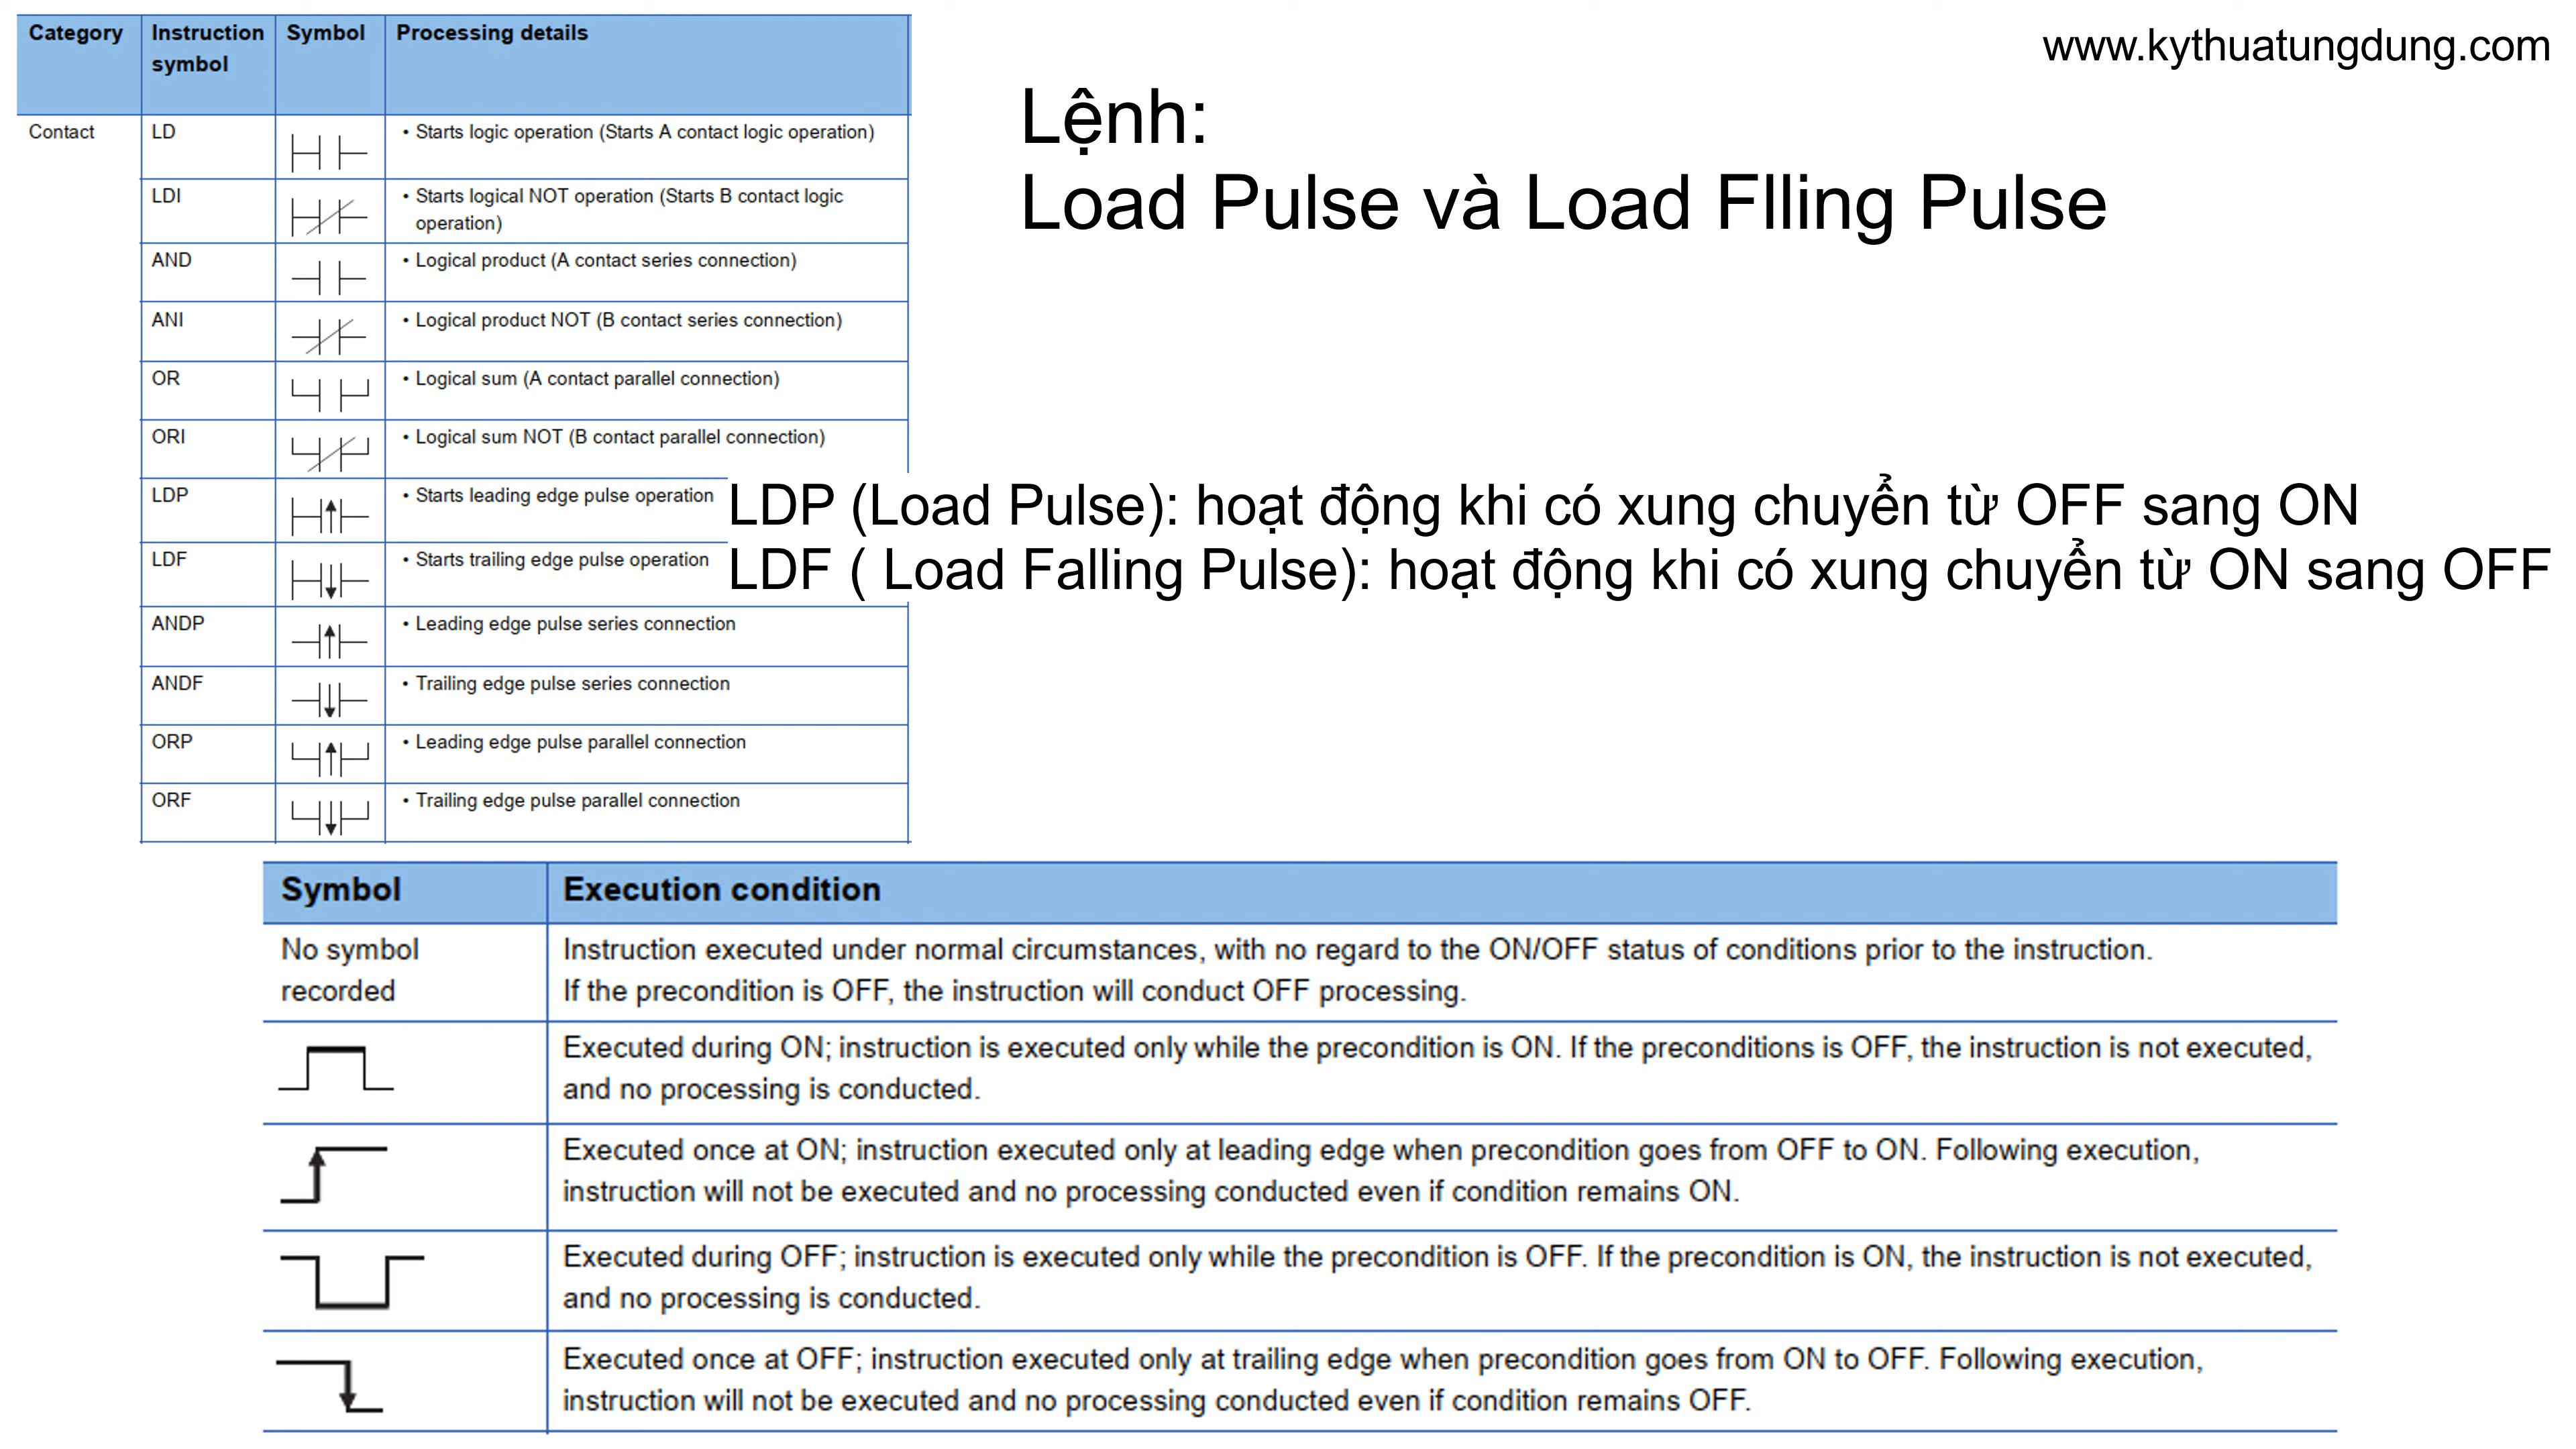 www.kythuatungdung.com
Lệnh:
Load Pulse và Load Flling Pulse
Category Instruction symbol Symbol Processing details
Contact LD • Starts logic operation (Starts A contact logic operation)
LDI • Starts logical NOT operation (Starts B contact logic
operation)
AND • Logical product (A contact series connection)
ANI • Logical product NOT (B contact series connection)
OR • Logical sum (A contact parallel connection)
ORI • Logical sum NOT (B contact parallel connection)
LDP • Starts leading edge pulse operation
LDP (Load Pulse): hoạt động khi có xung chuyển từ OFF sang ON
LDF • Starts trailing edge pulse operation
LDF ( Load Falling Pulse): hoạt động khi có xung chuyển từ ON sang OFF
ANDP • Leading edge pulse series connection
ANDF • Trailing edge pulse series connection
ORP • Leading edge pulse parallel connection
ORF • Trailing edge pulse parallel connection
Symbol Execution condition
No symbol recorded
Instruction executed under normal circumstances, with no regard to the ON/OFF status of conditions prior to the instruction.
If the precondition is OFF, the instruction will conduct OFF processing.
Executed during ON; instruction is executed only while the precondition is ON. If the preconditions is OFF, the instruction is not executed,
and no processing is conducted.
Executed once at ON; instruction executed only at leading edge when precondition goes from OFF to ON. Following execution,
instruction will not be executed and no processing conducted even if condition remains ON.
Executed during OFF; instruction is executed only while the precondition is OFF. If the precondition is ON, the instruction is not executed,
and no processing is conducted.
Executed once at OFF; instruction executed only at trailing edge when precondition goes from ON to OFF. Following execution,
instruction will not be executed and no processing conducted even if condition remains OFF.